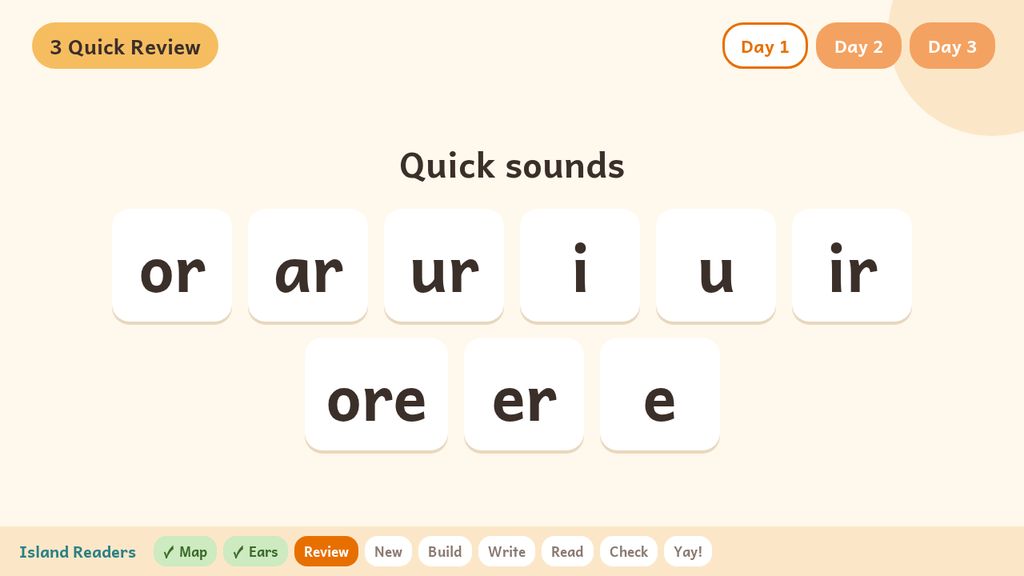 3 Quick Review
Day 1 Day 2 Day 3
Quick sounds
or ar ur i u ir
ore er e
Island Readers ✓ Map ✓ Ears Review New Build Write Read Check Yay!